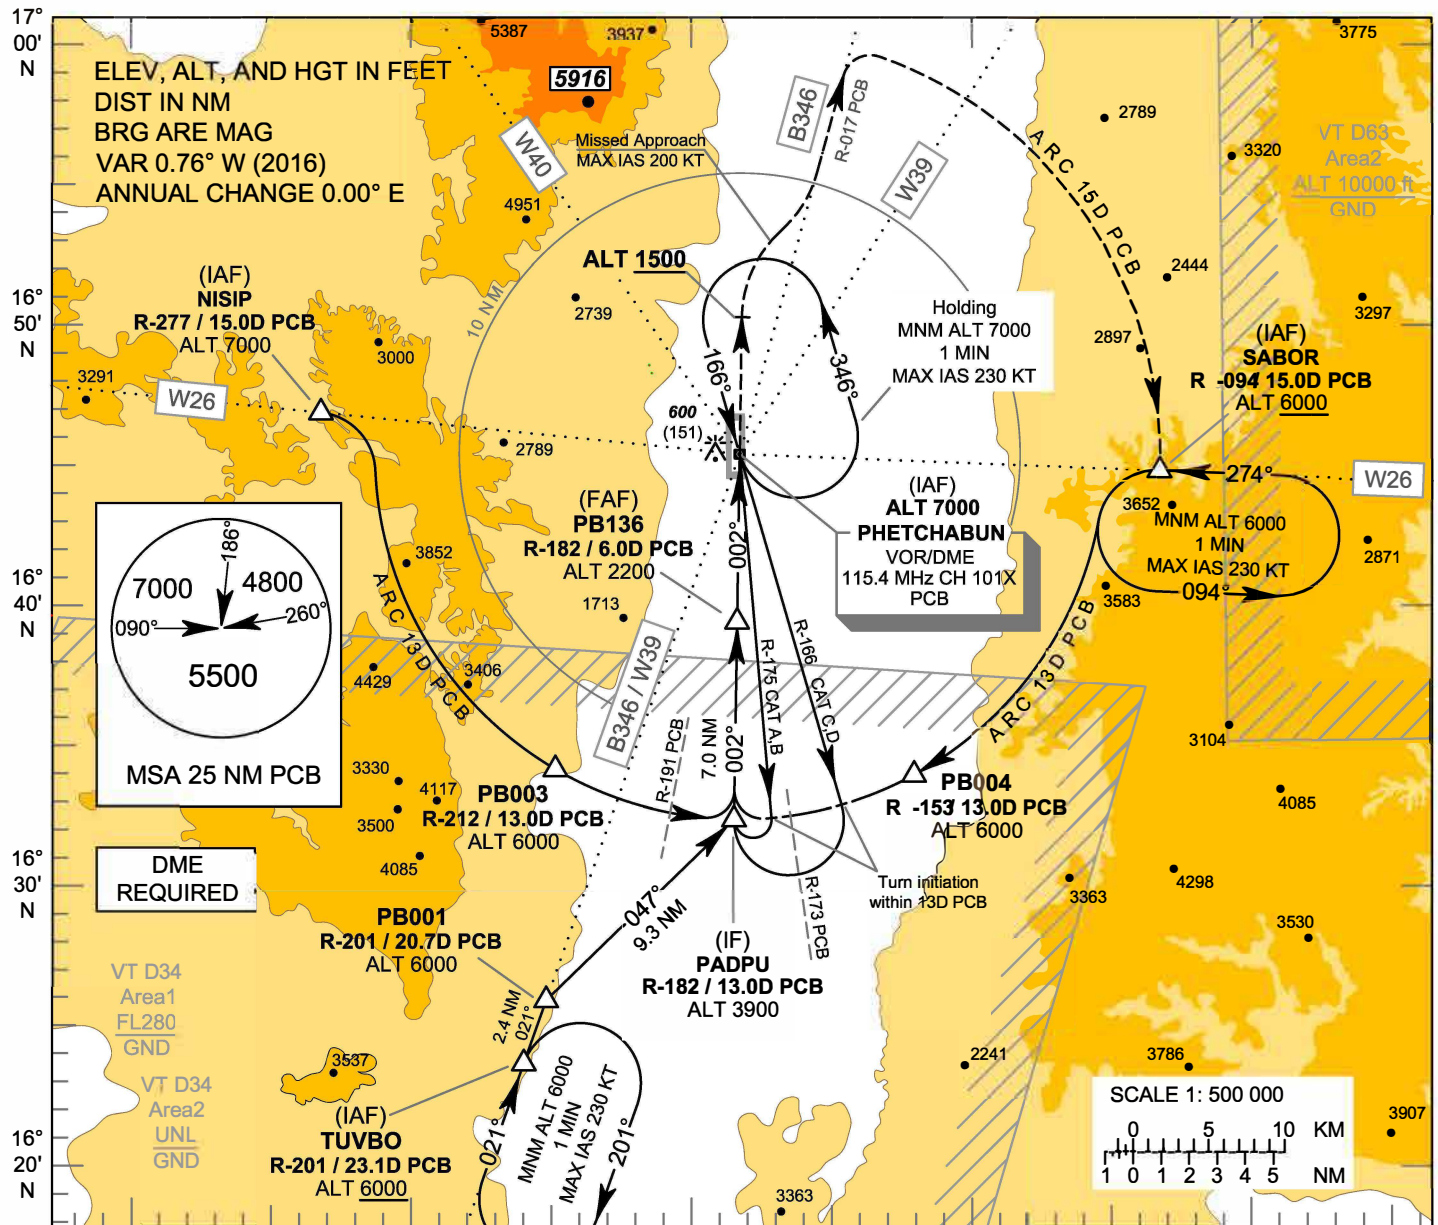 17°
00'
N
ELEV, ALT, AND HGT IN FEET
DIST IN NM
BRG ARE MAG
VAR 0.76° W (2016)
ANNUAL CHANGE 0.00° E
5387
3937
5916
3775
W40
Missed Approach
MAX IAS 200 KT
B346
R-017 PCB
W39
ARC 15D PCB
2789
3320
VT D63
Area2
ALT 10000 ft
GND
4951
ALT 1500
10 NM
2739
2444
3297
2897
16°
50'
N
(IAF)
NISIP
R-277 / 15.0D PCB
ALT 7000
3000
3291
W26
166°
346°
Holding
MNM ALT 7000
1 MIN
MAX IAS 230 KT
(IAF)
SABOR
R -094 15.0D PCB
ALT 6000
600
(151)
2789
274°
W26
3652
MNM ALT 6000
1 MIN
MAX IAS 230 KT
094°
2871
3583
(IAF)
ALT 7000
PHETCHABUN
VOR/DME
115.4 MHz CH 101X
PCB
(FAF)
PB136
R-182 / 6.0D PCB
ALT 2200
002°
1713
186°
7000
4800
090°
260°
5500
MSA 25 NM PCB
3852
ARC 13D PCB
16°
40'
N
4429
3406
B346 / W39
R-191 PCB
7.0 NM
002°
R-175 CAT A,B
R-166 CAT C,D
ARC 13D PCB
3104
3330
4117
3500
4085
PB003
R-212 / 13.0D PCB
ALT 6000
PB004
R -153 13.0D PCB
ALT 6000
4085
DME
REQUIRED
16°
30'
N
Turn initiation
within 13D PCB
R-173 PCB
3363
4298
3530
047°
9.3 NM
PB001
R-201 / 20.7D PCB
ALT 6000
(IF)
PADPU
R-182 / 13.0D PCB
ALT 3900
VT D34
Area1
FL280
GND
2.4 NM
021°
3537
VT D34
Area2
UNL
GND
(IAF)
TUVBO
R-201 / 23.1D PCB
ALT 6000
021°
MNM ALT 6000
1 MIN
MAX IAS 230 KT
201°
2241
3786
3907
3363
SCALE 1: 500 000
0 5 10 KM
1 0 1 2 3 4 5 NM
16°
20'
N